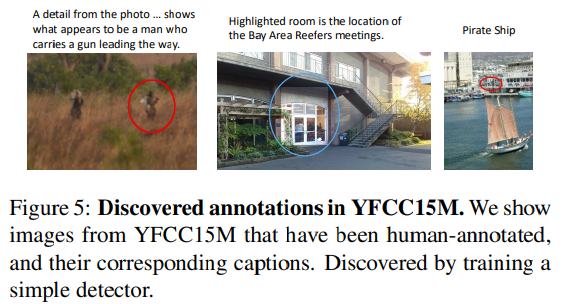 A detail from the photo ... shows
what appears to be a man who
carries a gun leading the way.
Highlighted room is the location of
the Bay Area Reefers meetings.
Pirate Ship
Figure 5: Discovered annotations in YFCC15M. We show
images from YFCC15M that have been human-annotated,
and their corresponding captions. Discovered by training a
simple detector.